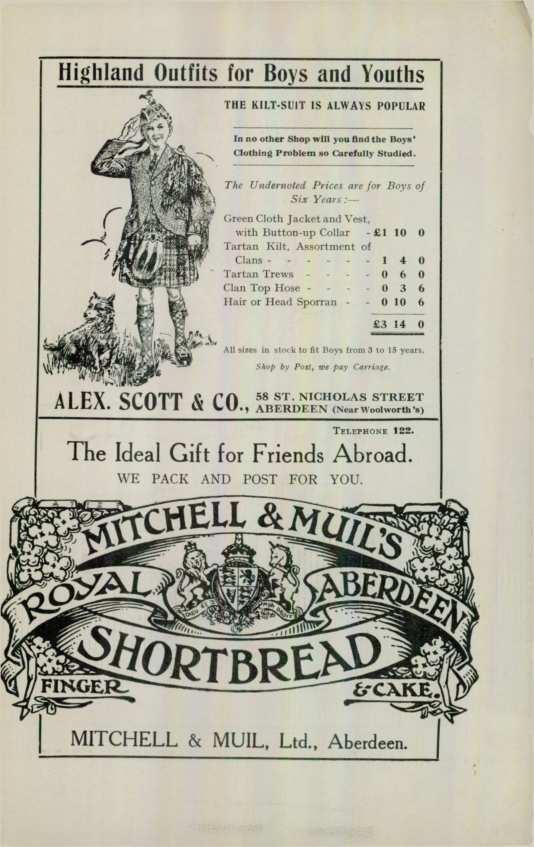 Highland Outfits for Boys and Youths
THE KILT-SUIT IS ALWAYS POPULAR
In no other Shop will you find the Boys'
Clothing Problem so Carefully Studied.
The Undernoted Prices are for Boys of
Six Years:—
Green Cloth Jacket and Vest,
with Button-up Collar - £1 10 0
Tartan Kilt, Assortment of
Clans - - - - - - 1 4 0
Tartan Trews - - - - 0 6 0
Clan Top Hose - - - - 0 3 6
Hair or Head Sporran - - 0 10 6
£3 14 0
All sizes in stock to fit Boys from 3 to 15 years.
Shop by Post, we pay Carriage.
ALEX. SCOTT & CO., 58 ST. NICHOLAS STREET
ABERDEEN (Near Woolworth's)
TELEPHONE 122.
The Ideal Gift for Friends Abroad.
WE PACK AND POST FOR YOU.
MITCHELL & MUIL'S
ROYAL ABERDEEN
SHORTBREAD
FINGER & CAKE.
MITCHELL & MUIL, Ltd., Aberdeen.